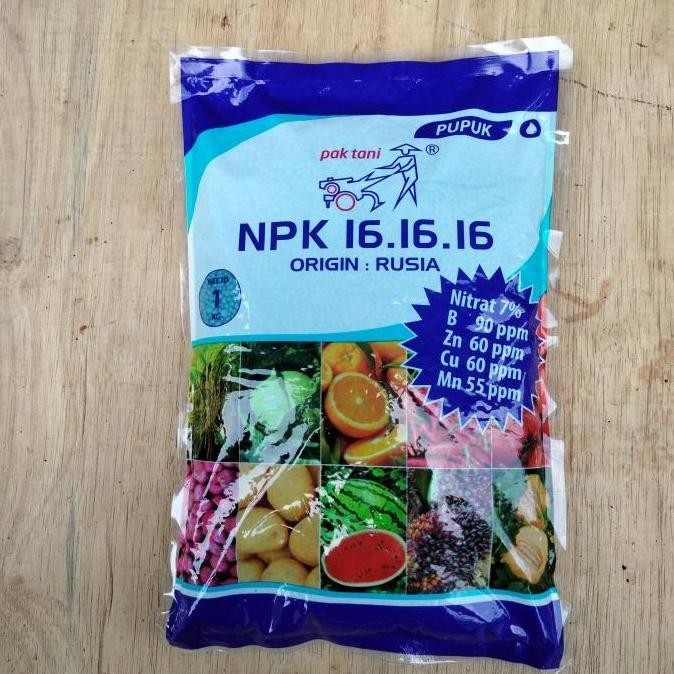 PUPUK
pak tani ®
NPK 16.16.16
ORIGIN : RUSIA
NETTO
1
KG
Nitrat 7%
B 90 ppm
Zn 60 ppm
Cu 60 ppm
Mn 55 ppm